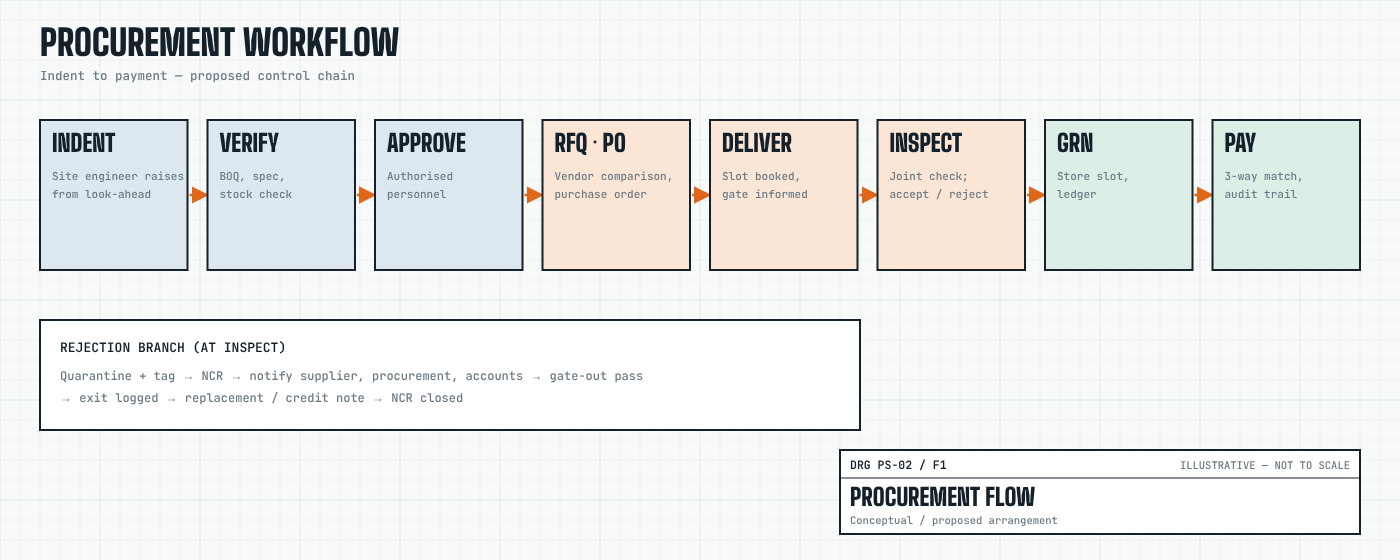 PROCUREMENT WORKFLOW
Indent to payment — proposed control chain
INDENT
Site engineer raises
from look-ahead
VERIFY
BOQ, spec,
stock check
APPROVE
Authorised
personnel
RFQ · PO
Vendor comparison,
purchase order
DELIVER
Slot booked,
gate informed
INSPECT
Joint check;
accept / reject
GRN
Store slot,
ledger
PAY
3-way match,
audit trail
REJECTION BRANCH (AT INSPECT)
Quarantine + tag → NCR → notify supplier, procurement, accounts → gate-out pass
→ exit logged → replacement / credit note → NCR closed
DRG PS-02 / F1
ILLUSTRATIVE — NOT TO SCALE
PROCUREMENT FLOW
Conceptual / proposed arrangement